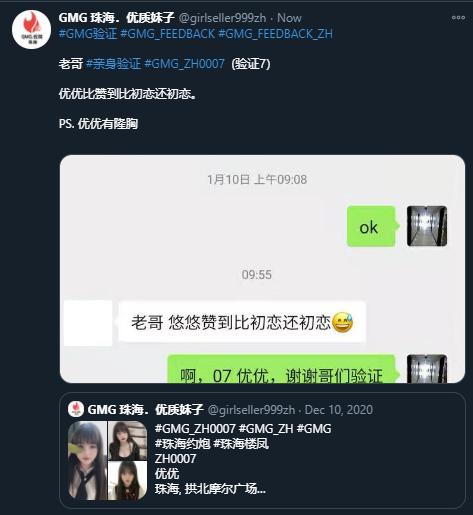 GMG 珠海．优质妹子 @girlseller999zh · Now
#GMG验证 #GMG_FEEDBACK #GMG_FEEDBACK_ZH
老哥 #亲身验证 #GMG_ZH0007 (验证7)
优优比赞到比初恋还初恋。
PS. 优优有隆胸
GMG.优质
珠海
1月10日 上午09:08
ok
09:55
老哥 悠悠赞到比初恋还初恋😅
啊，07 优优，谢谢哥们验证
GMG 珠海．优质妹子 @girlseller999zh · Dec 10, 2020
#GMG_ZH0007 #GMG_ZH #GMG
#珠海约炮 #珠海楼凤
ZH0007
优优
珠海, 拱北摩尔广场...